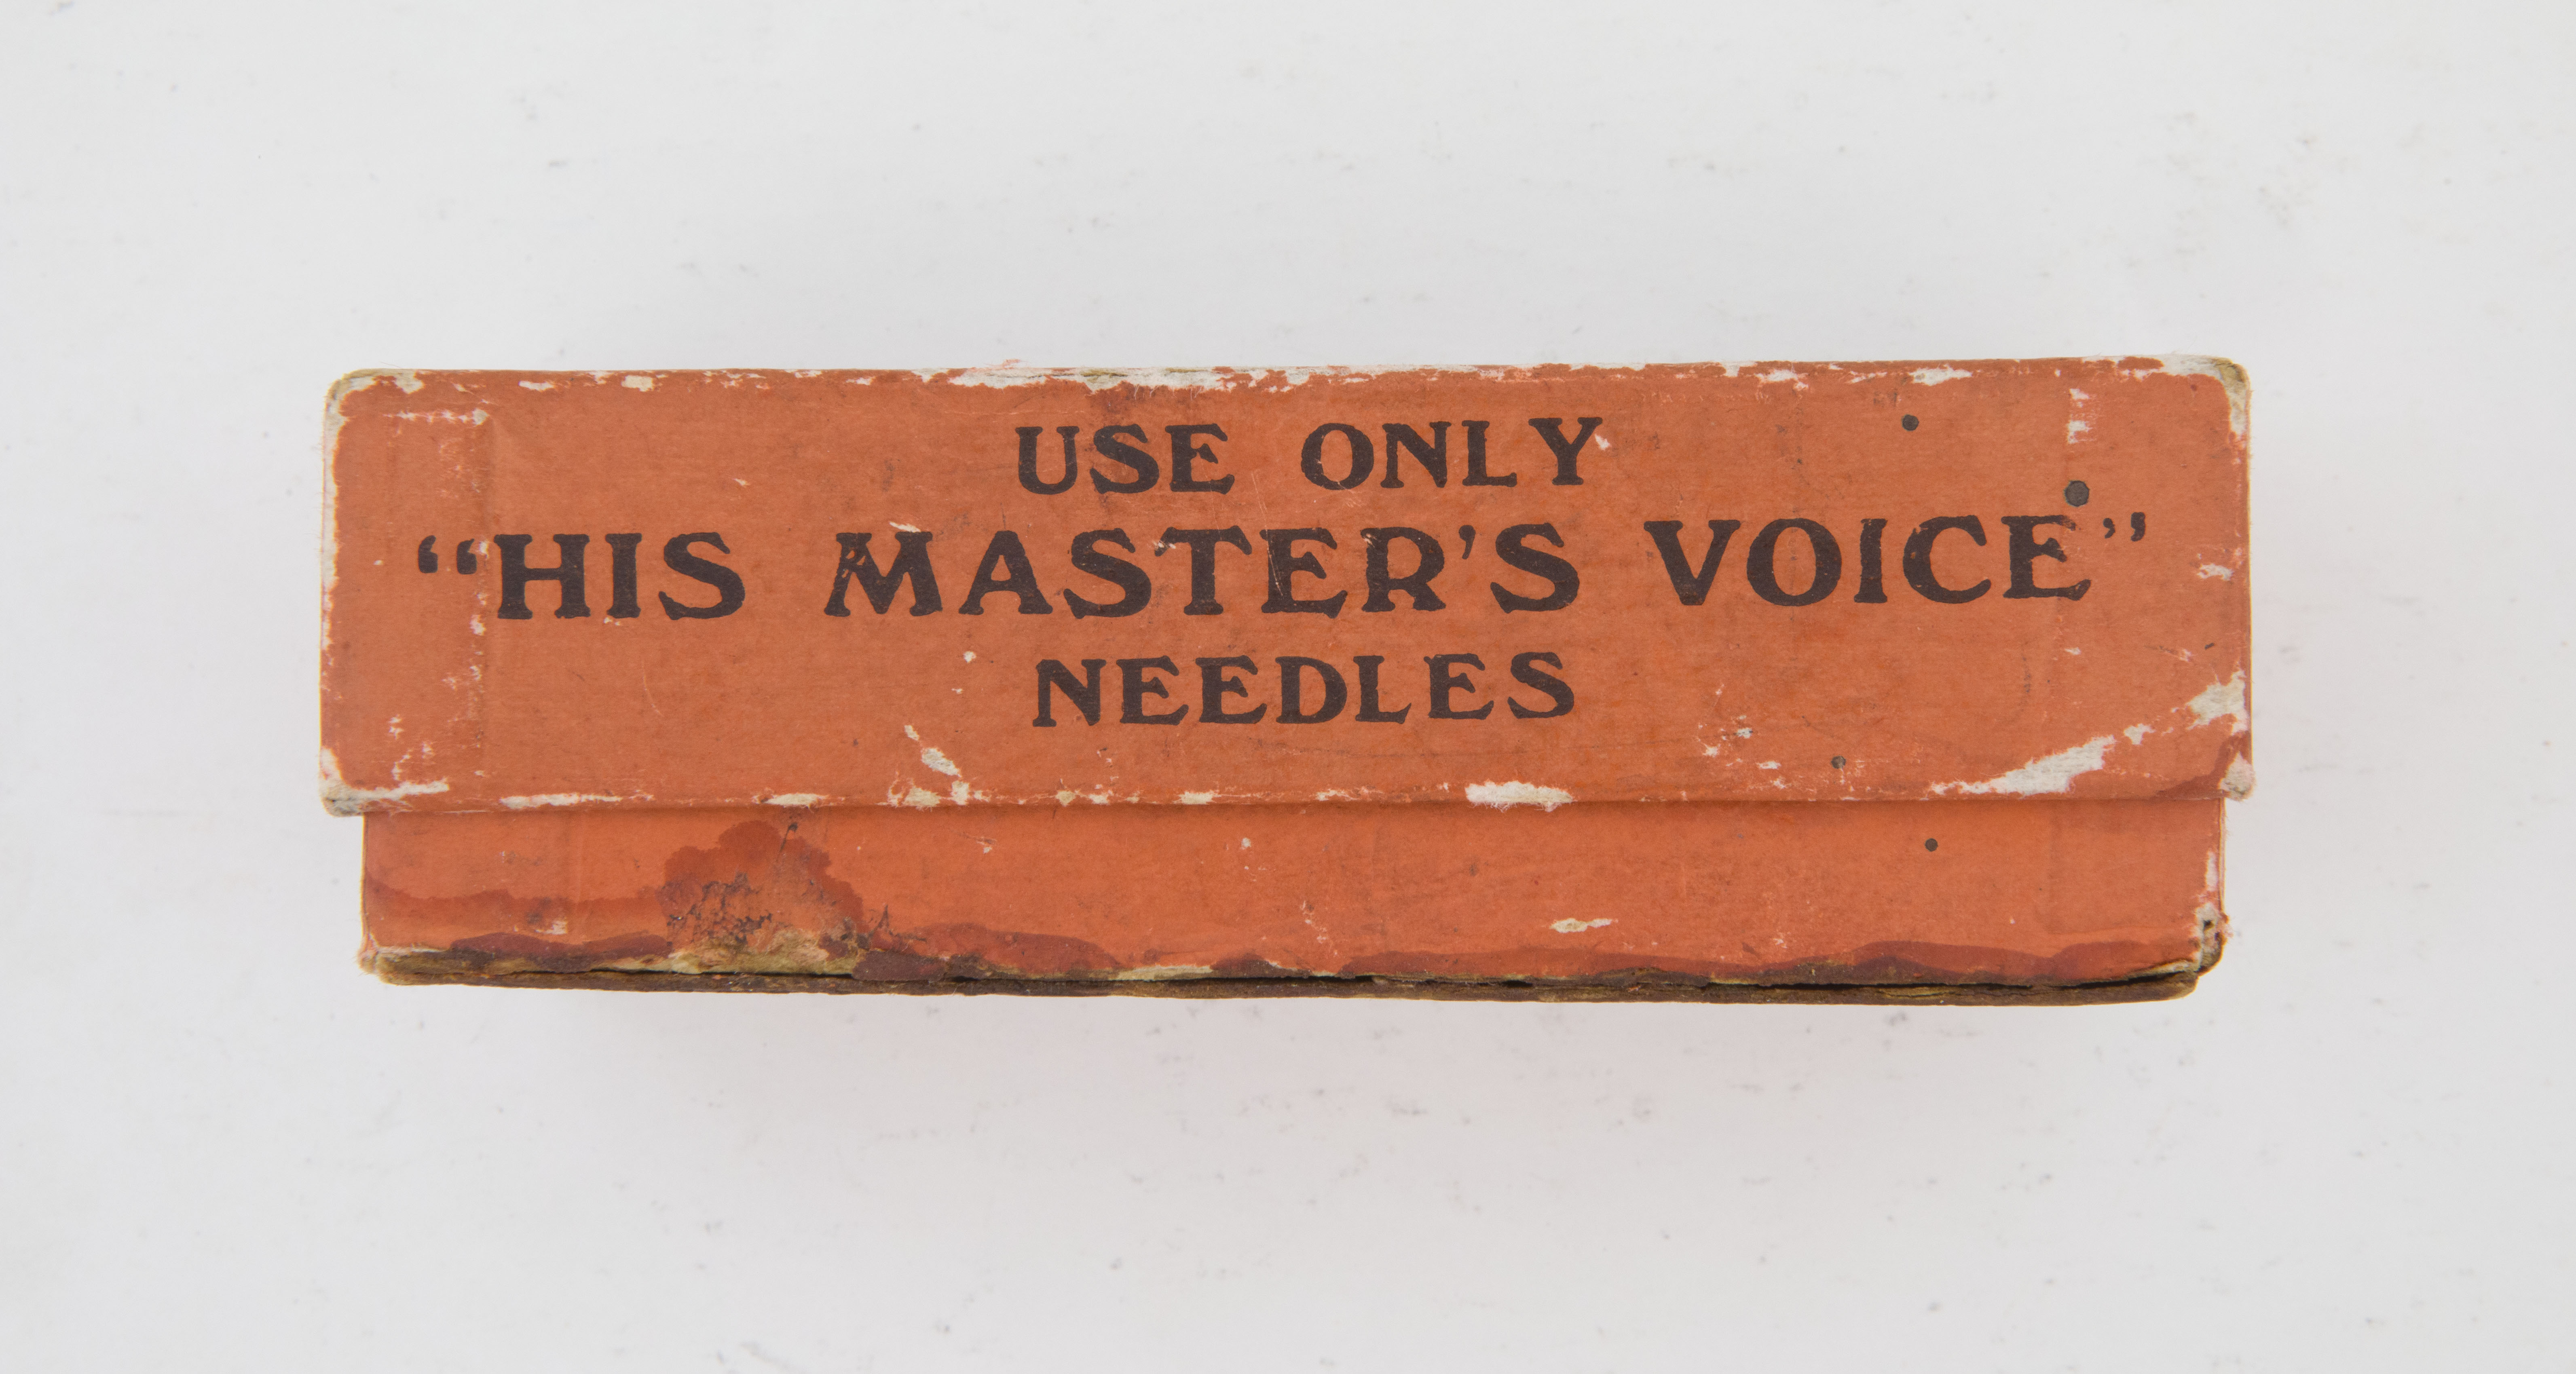 USE ONLY
“HIS MASTER’S VOICE”
NEEDLES